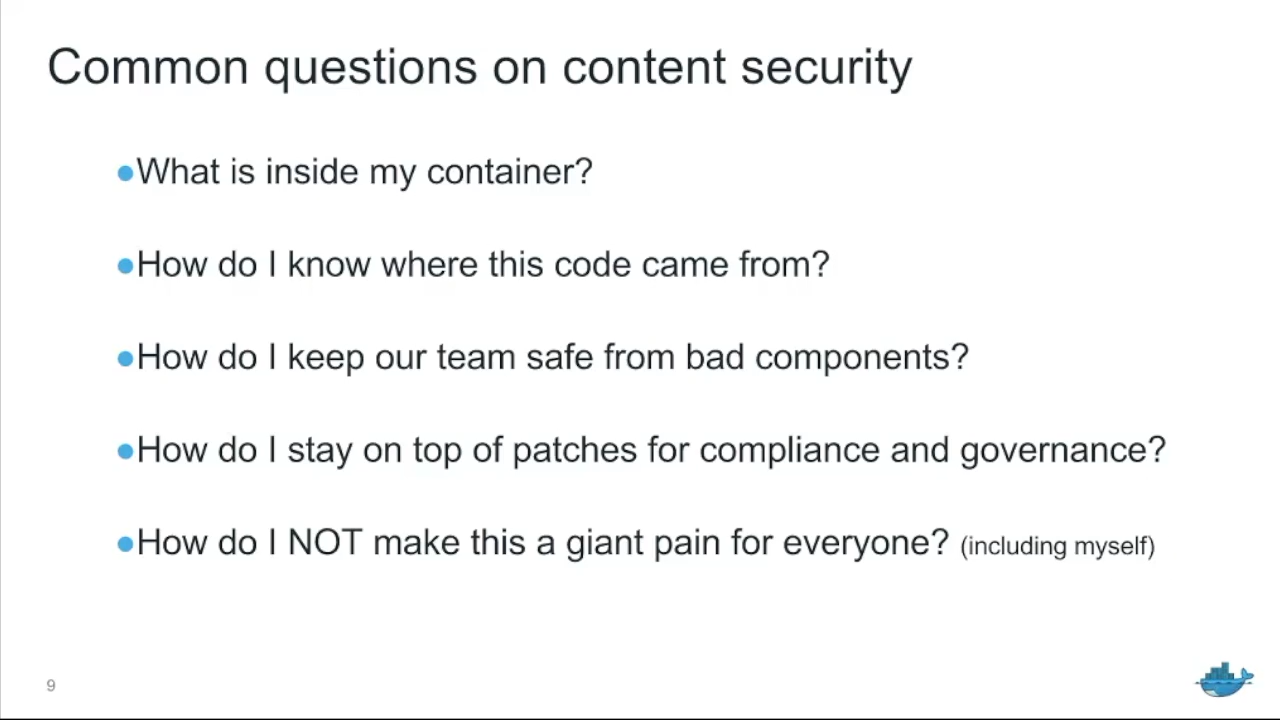 Common questions on content security
●What is inside my container?
●How do I know where this code came from?
●How do I keep our team safe from bad components?
●How do I stay on top of patches for compliance and governance?
●How do I NOT make this a giant pain for everyone? (including myself)
9